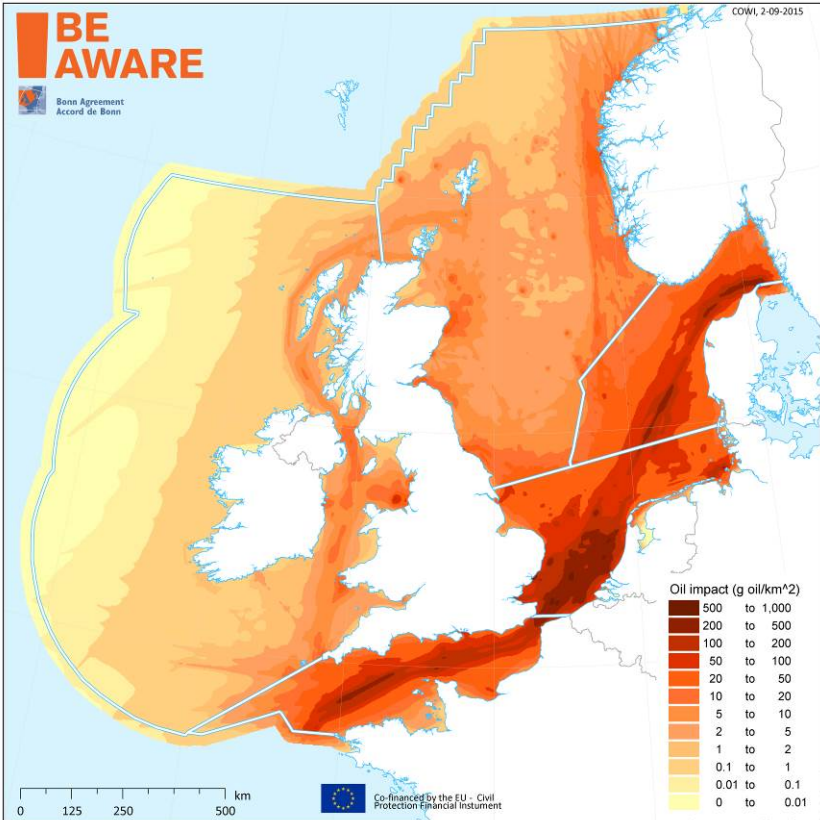 COWI, 2-09-2015
BE
AWARE
Bonn Agreement
Accord de Bonn
Oil impact (g oil/km^2)
500 to 1,000
200 to 500
100 to 200
50 to 100
20 to 50
10 to 20
5 to 10
2 to 5
1 to 2
0.1 to 1
0.01 to 0.1
0 to 0.01
km
0 125 250 500
Co-financed by the EU - Civil
Protection Financial Instument